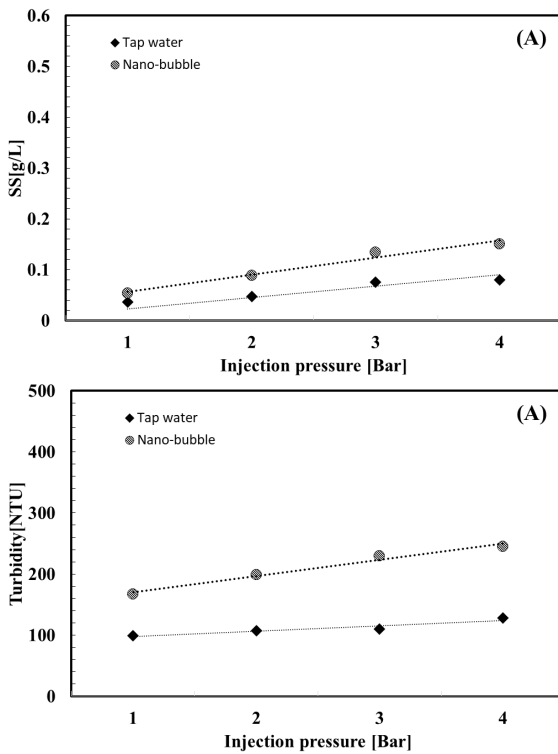 0.6
(A)
Tap water
Nano-bubble
0.5
0.4
SS[g/L]
0.3
0.2
0.1
0
1 2 3 4
Injection pressure [Bar]
500
(A)
Tap water
Nano-bubble
400
Turbidity[NTU]
300
200
100
0
1 2 3 4
Injection pressure [Bar]